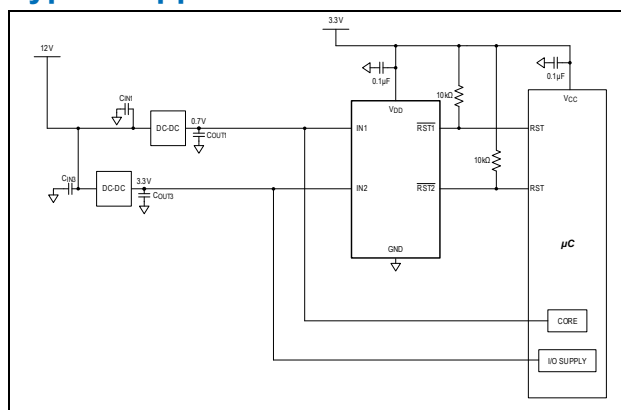 3.3V
12V
0.1µF
0.1µF
CIN1
10kΩ
VDD
VCC
DC-DC
0.7V
COUT1
IN1
RST1
RST
10kΩ
CIN3
DC-DC
3.3V
COUT3
IN2
RST2
RST
µC
GND
CORE
I/O SUPPLY